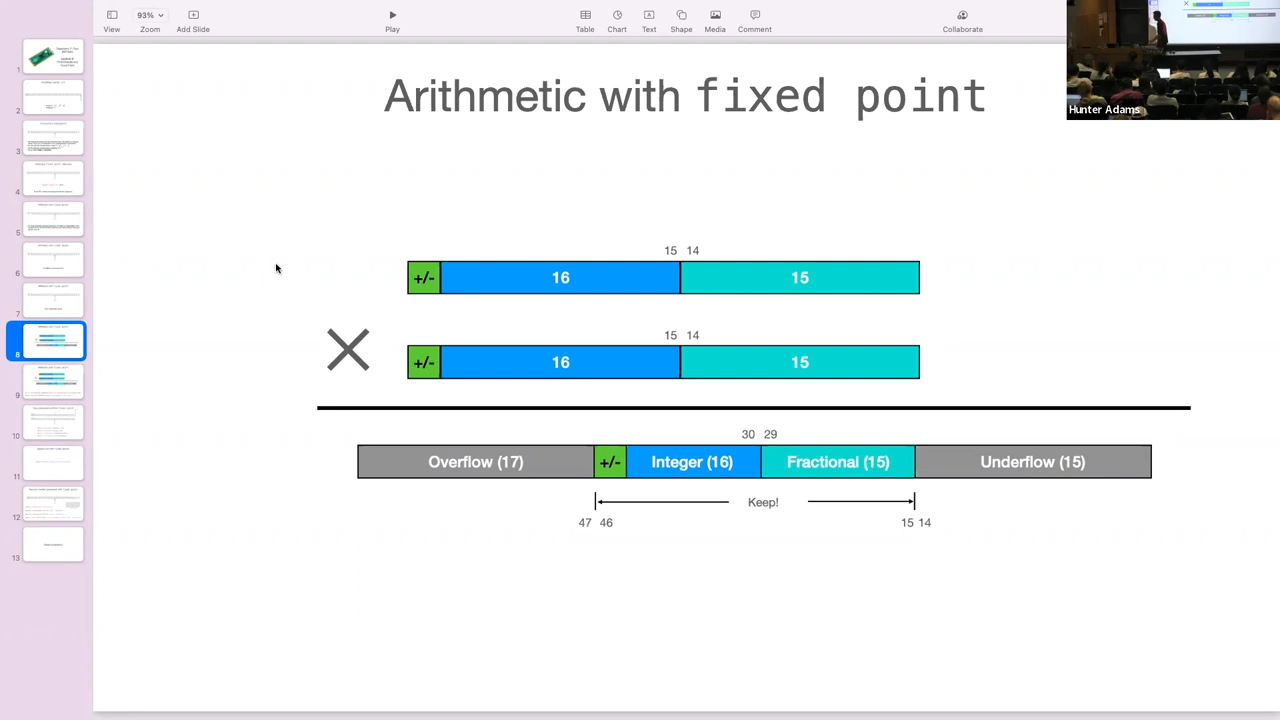 93%
View
Zoom
Add Slide
Play
Table
Chart
Text
Shape
Media
Comment
Collaborate
Hunter Adams
Arithmetic with fixed point
15 14
+/- 16 15
15 14
+/- 16 15
30 29
Overflow (17) +/- Integer (16) Fractional (15) Underflow (15)
Keep!
47 46 15 14
1
2
3
4
5
6
7
8
9
10
11
12
13